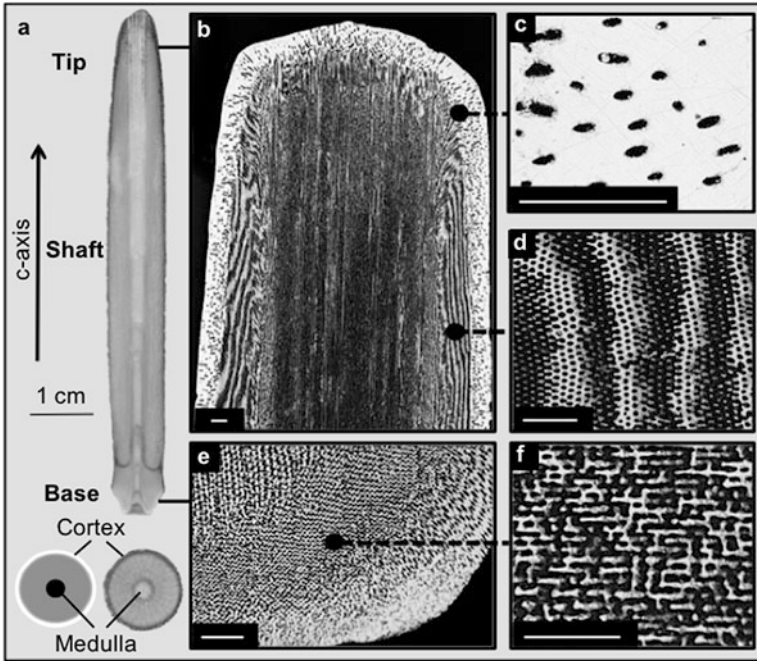 a
Tip
c-axis
Shaft
1 cm
Base
Cortex
Medulla
b
c
d
e
f